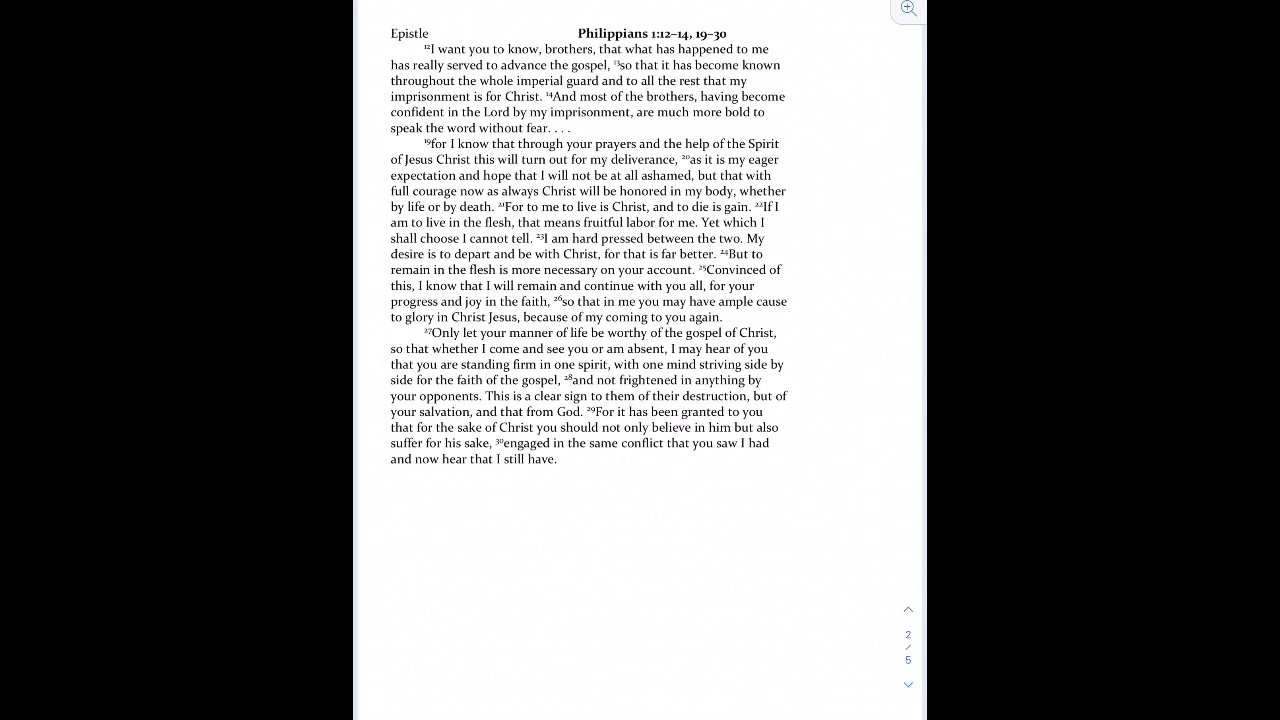 Epistle Philippians 1:12–14, 19–30
¹²I want you to know, brothers, that what has happened to me
has really served to advance the gospel, ¹³so that it has become known
throughout the whole imperial guard and to all the rest that my
imprisonment is for Christ. ¹⁴And most of the brothers, having become
confident in the Lord by my imprisonment, are much more bold to
speak the word without fear. . . .
¹⁹for I know that through your prayers and the help of the Spirit
of Jesus Christ this will turn out for my deliverance, ²⁰as it is my eager
expectation and hope that I will not be at all ashamed, but that with
full courage now as always Christ will be honored in my body, whether
by life or by death. ²¹For to me to live is Christ, and to die is gain. ²²If I
am to live in the flesh, that means fruitful labor for me. Yet which I
shall choose I cannot tell. ²³I am hard pressed between the two. My
desire is to depart and be with Christ, for that is far better. ²⁴But to
remain in the flesh is more necessary on your account. ²⁵Convinced of
this, I know that I will remain and continue with you all, for your
progress and joy in the faith, ²⁶so that in me you may have ample cause
to glory in Christ Jesus, because of my coming to you again.
²⁷Only let your manner of life be worthy of the gospel of Christ,
so that whether I come and see you or am absent, I may hear of you
that you are standing firm in one spirit, with one mind striving side by
side for the faith of the gospel, ²⁸and not frightened in anything by
your opponents. This is a clear sign to them of their destruction, but of
your salvation, and that from God. ²⁹For it has been granted to you
that for the sake of Christ you should not only believe in him but also
suffer for his sake, ³⁰engaged in the same conflict that you saw I had
and now hear that I still have.
2
/
5